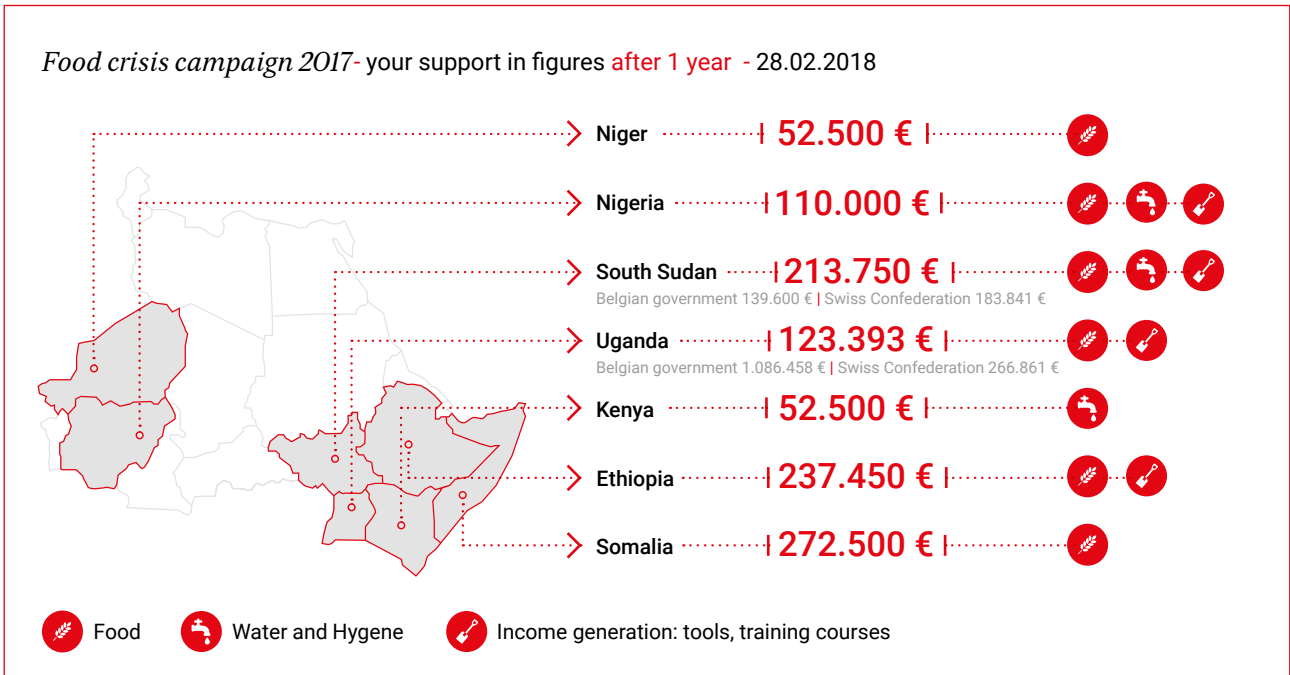 Food crisis campaign 2017- your support in figures after 1 year - 28.02.2018
Niger 52.500 €
Nigeria 110.000 €
South Sudan 213.750 €
Belgian government 139.600 € | Swiss Confederation 183.841 €
Uganda 123.393 €
Belgian government 1.086.458 € | Swiss Confederation 266.861 €
Kenya 52.500 €
Ethiopia 237.450 €
Somalia 272.500 €
Food Water and Hygene Income generation: tools, training courses